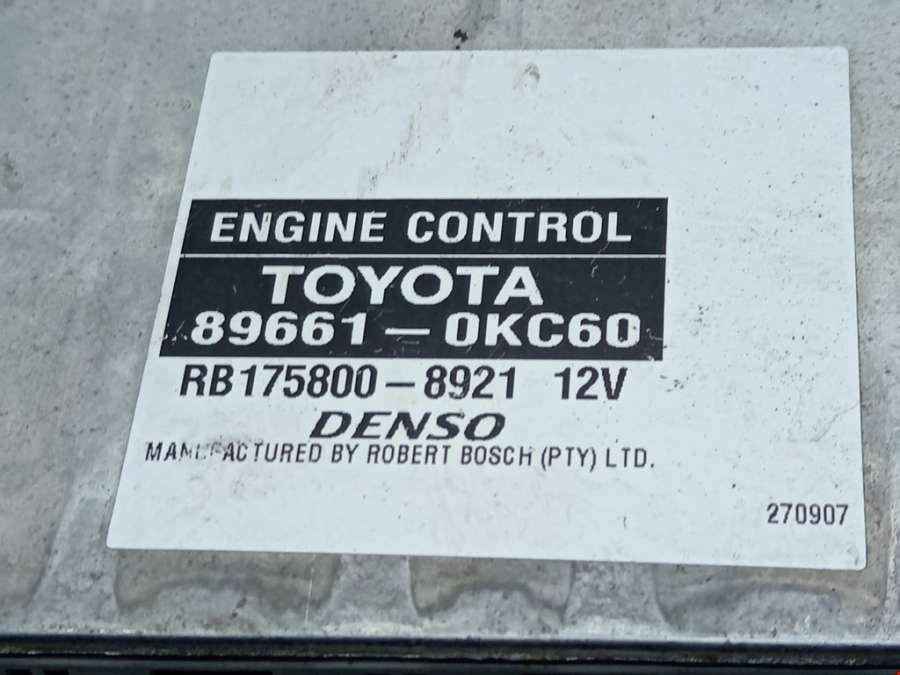 ENGINE CONTROL
TOYOTA
89661-0KC60
RB175800-8921 12V
DENSO
MANUFACTURED BY ROBERT BOSCH (PTY) LTD.
270907